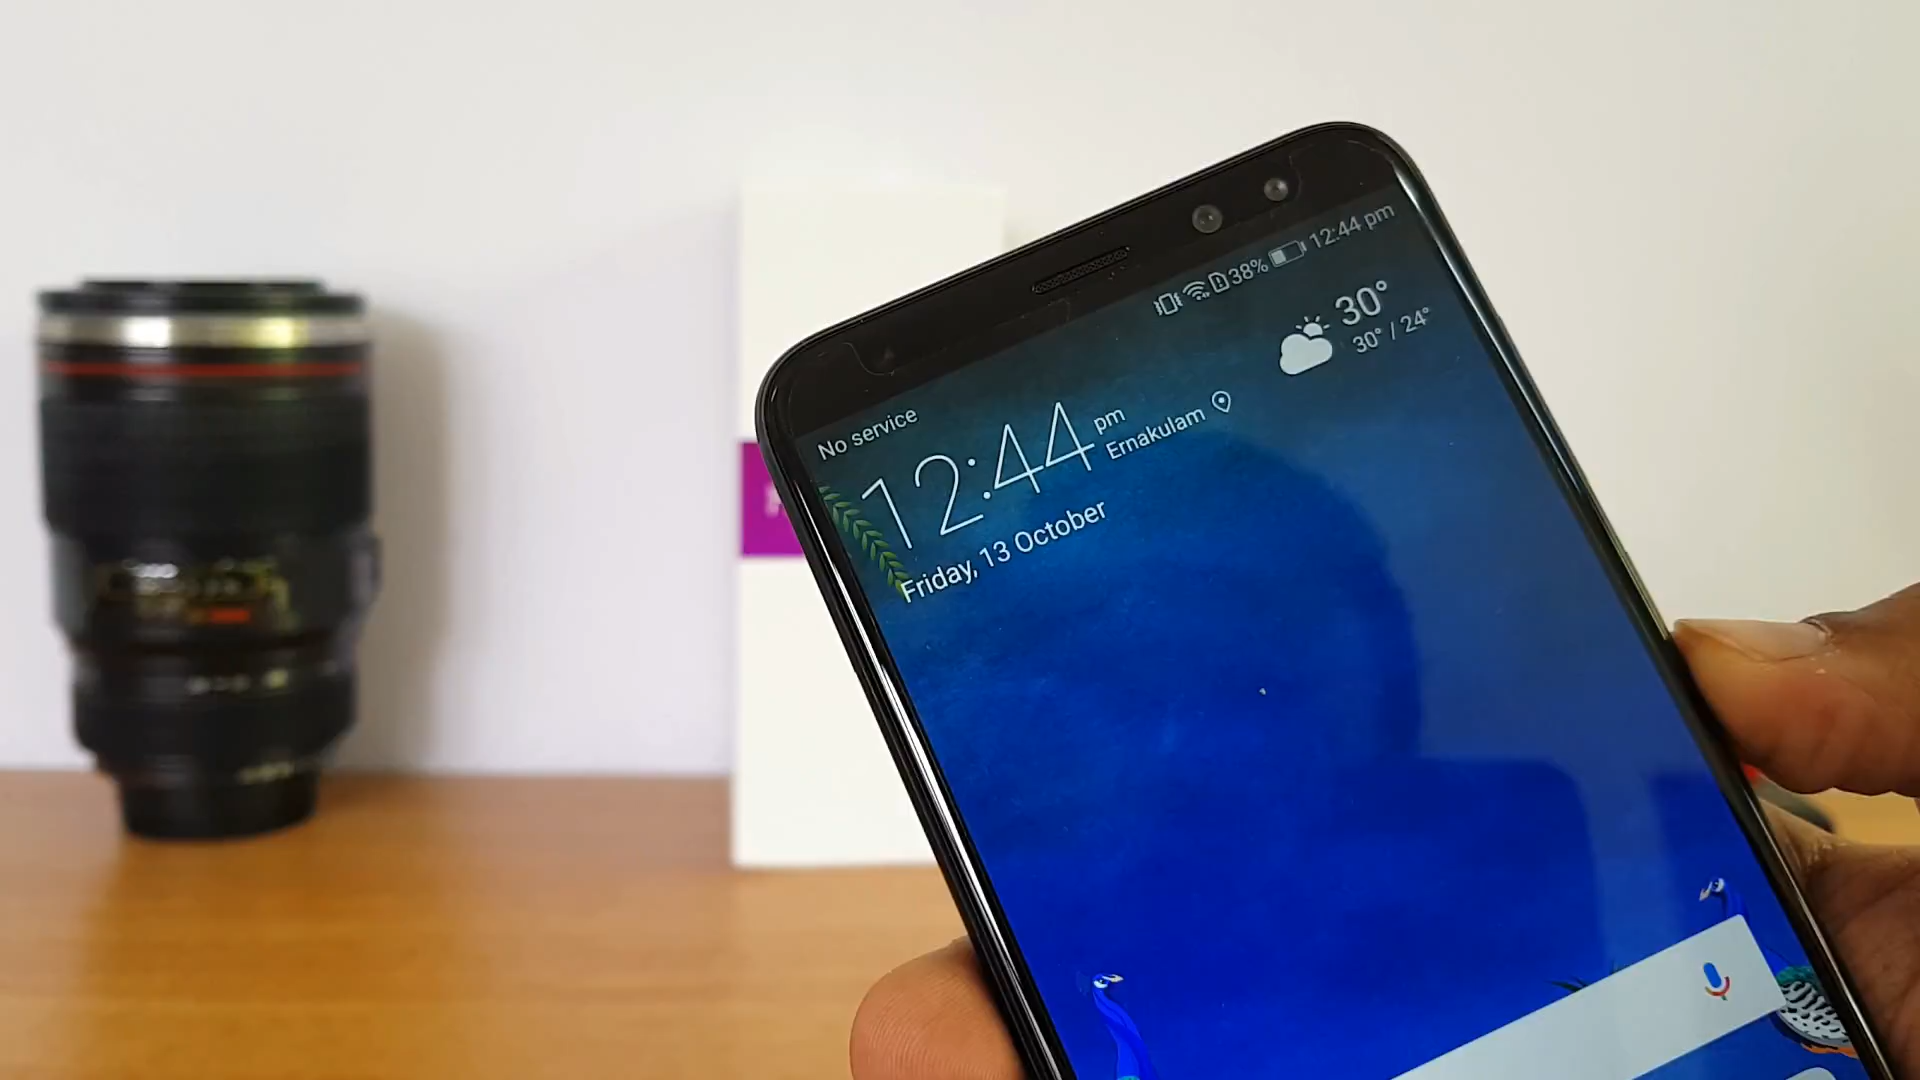 38% 12:44 pm
No service
30°
30° / 24°
12:44 pm
Ernakulam
Friday, 13 October